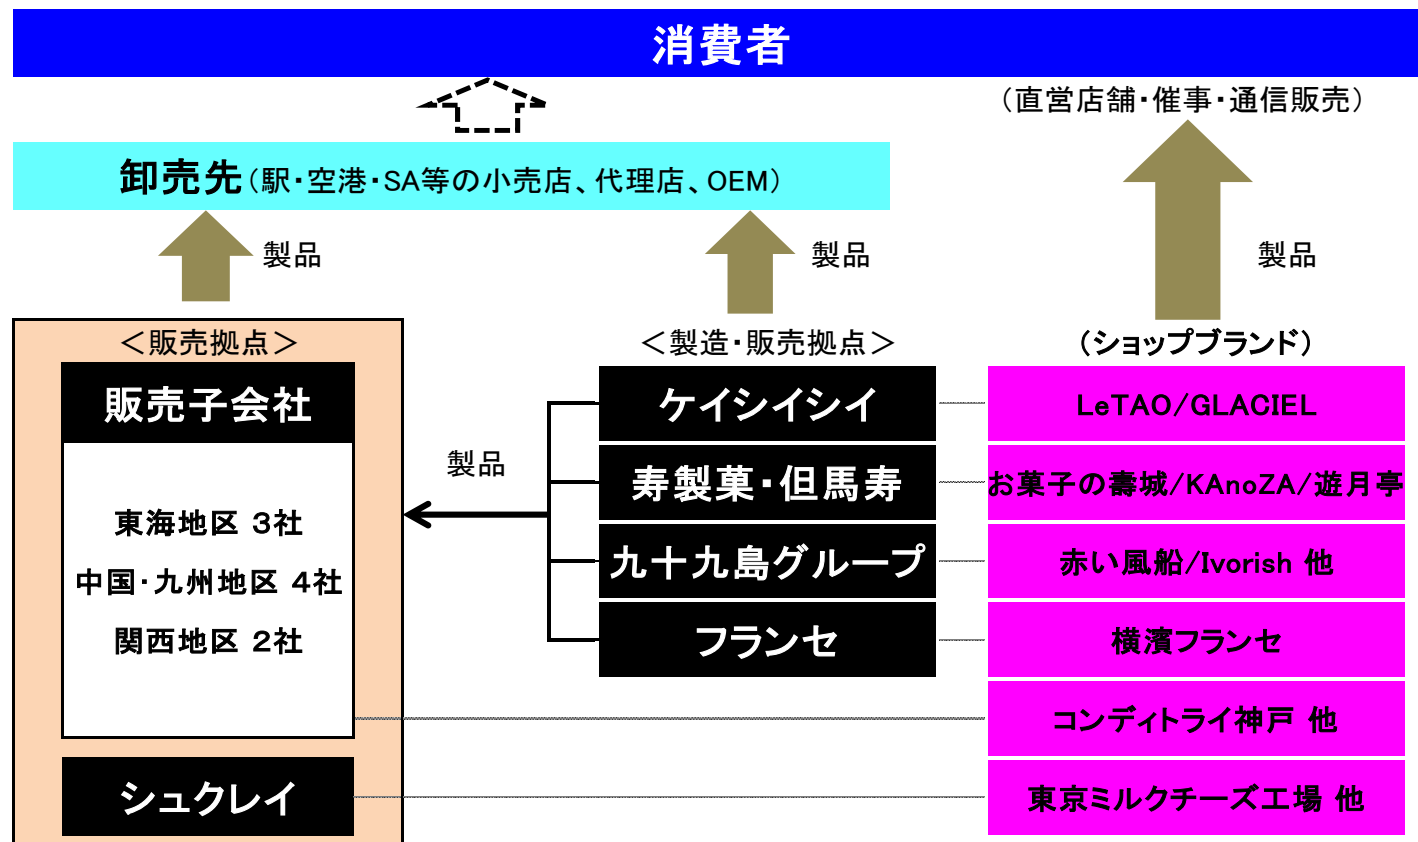 消費者
（直営店舗・催事・通信販売）
卸売先（駅・空港・SA等の小売店、代理店、OEM）
製品
製品
製品
＜販売拠点＞
販売子会社
東海地区 3社
中国・九州地区 4社
関西地区 2社
シュクレイ
製品
＜製造・販売拠点＞
ケイシイシイ
寿製菓・但馬寿
九十九島グループ
フランセ
（ショップブランド）
LeTAO/GLACIEL
お菓子の壽城/KAnoZA/遊月亭
赤い風船/Ivorish 他
横濱フランセ
コンディトライ神戸 他
東京ミルクチーズ工場 他